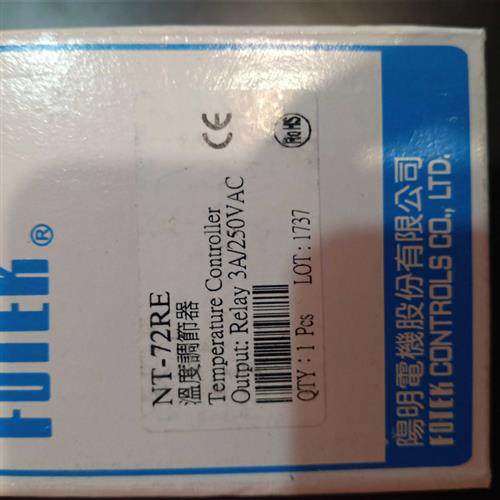 FOTEK®
CE
RoHS
NT-72RE
溫度調節器
Temperature Controller
Output: Relay 3A/250VAC
QTY : 1 Pcs LOT : 1737
陽明電機股份有限公司
FOTEK CONTROLS CO., LTD.